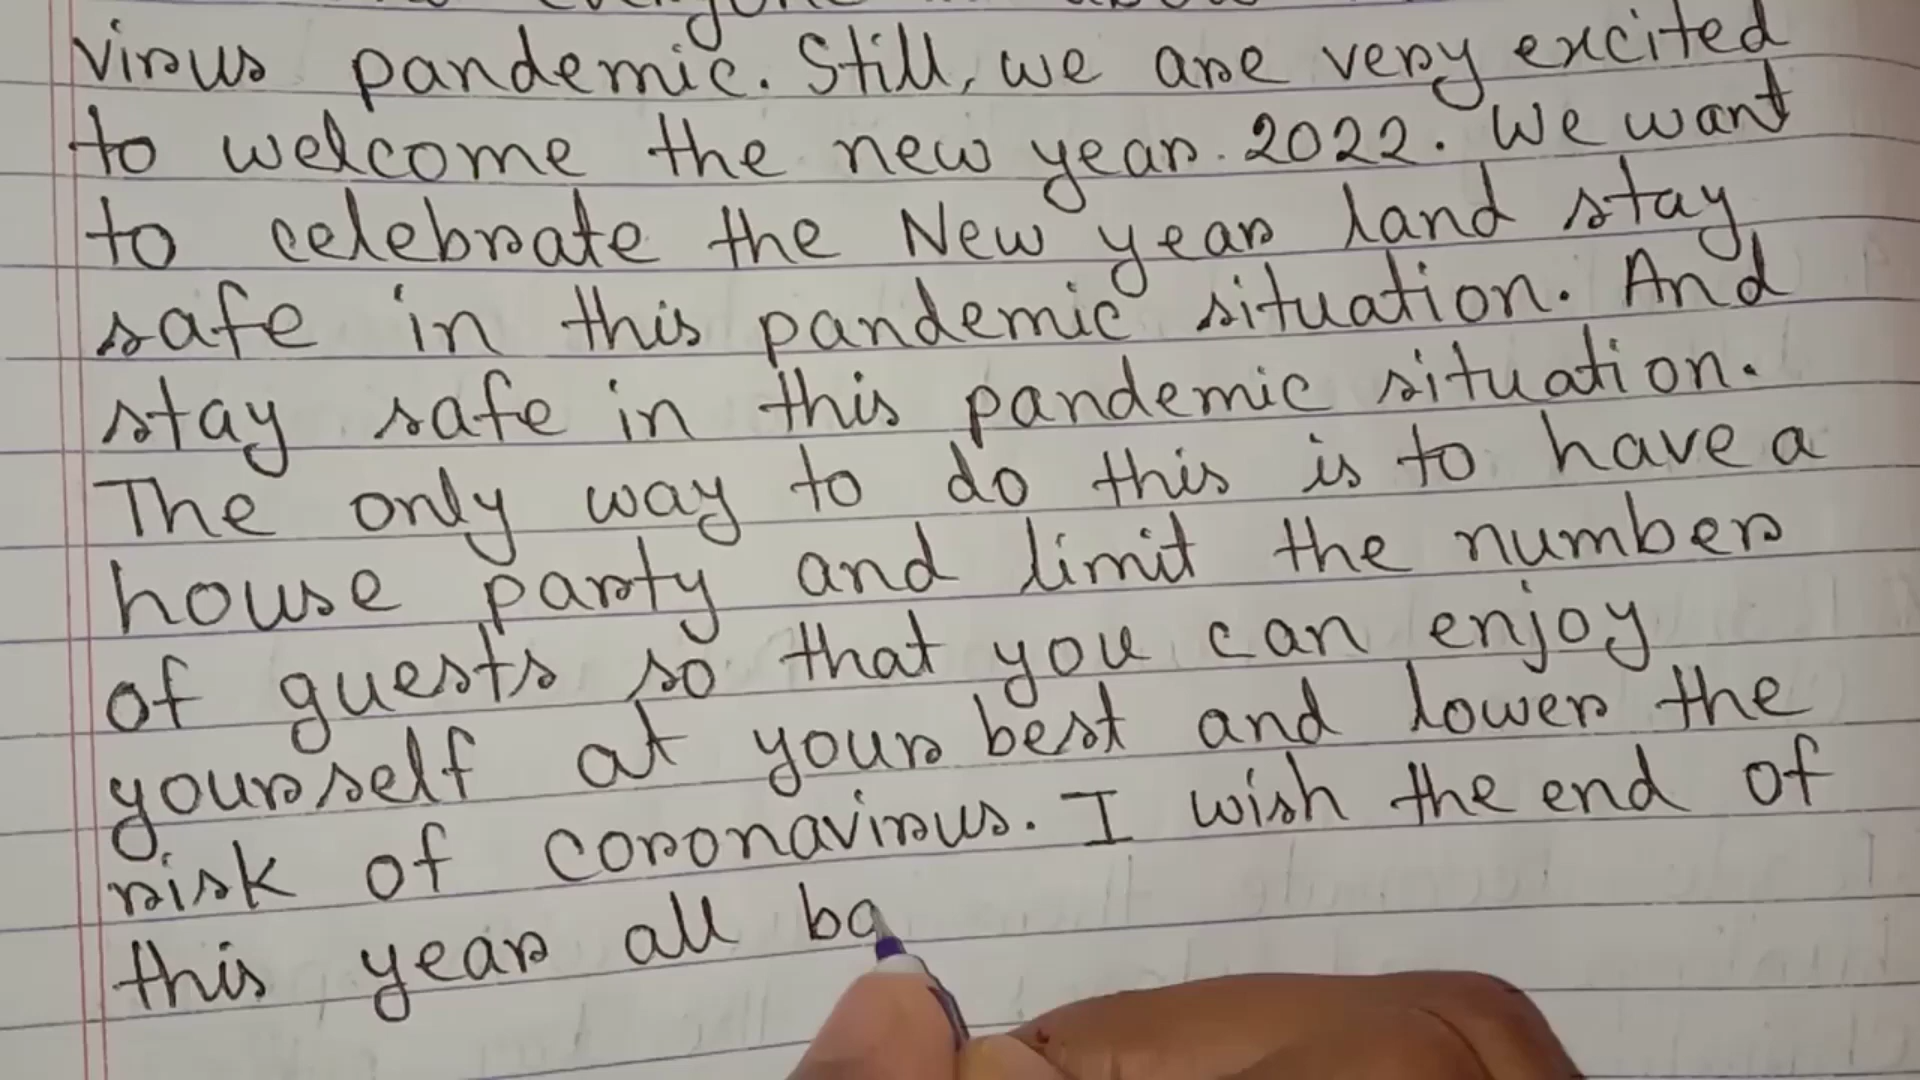 virus pandemic. Still, we are very excited
to welcome the new year. 2022. We want
to celebrate the New year land stay
safe in this pandemic situation. And
stay safe in this pandemic situation.
The only way to do this is to have a
house party and limit the number
of guests so that you can enjoy
yourself at your best and lower the
risk of coronavirus. I wish the end of
this year all ba